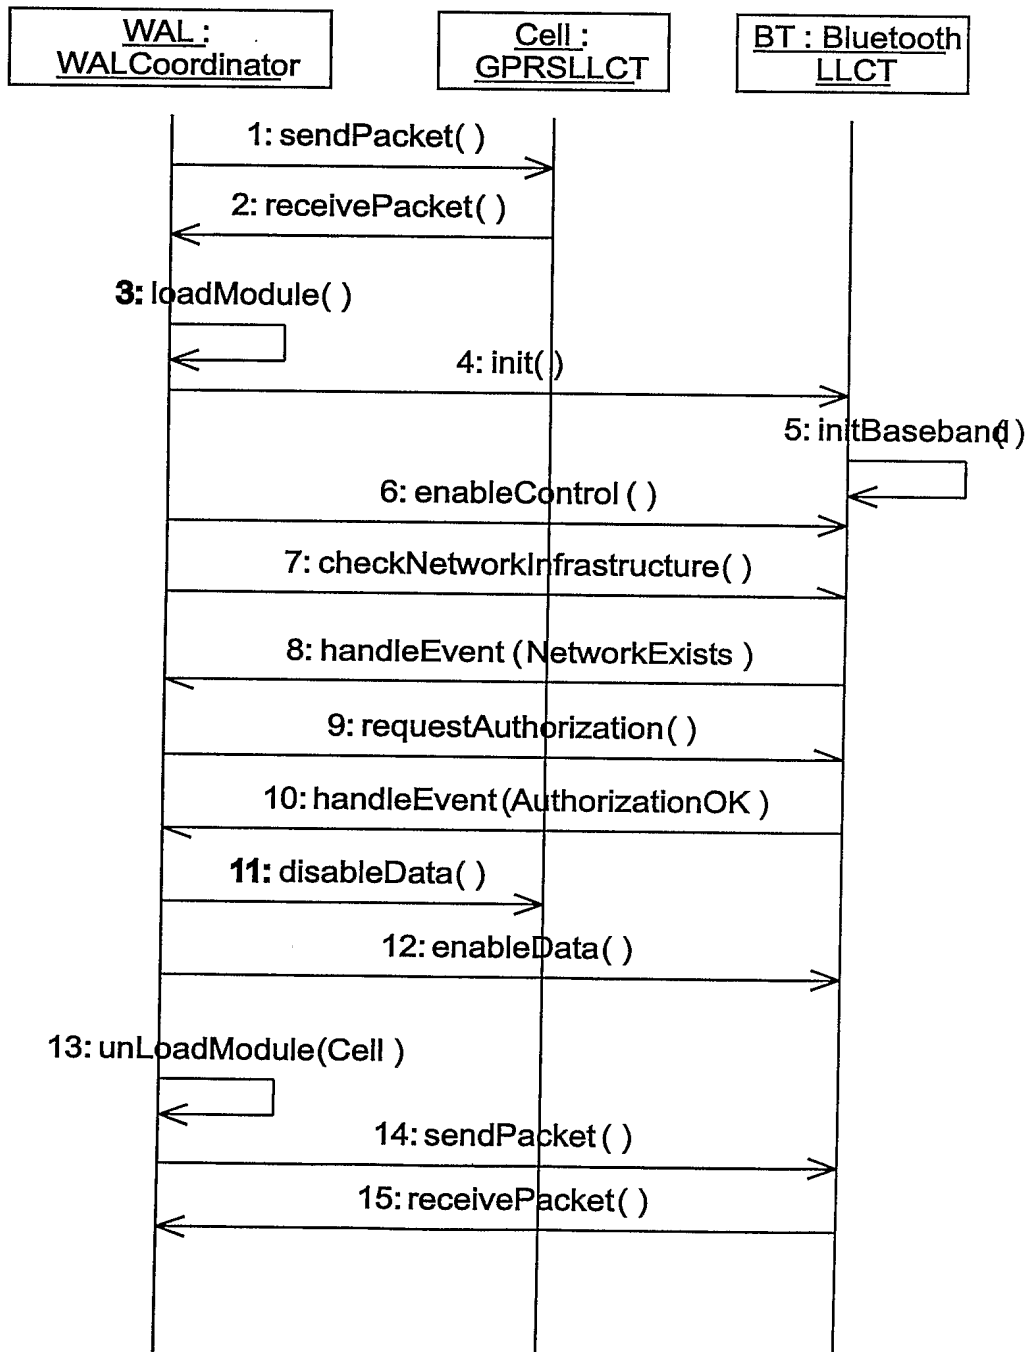 WAL :
WALCoordinator
Cell :
GPRSLLCT
BT : Bluetooth
LLCT
1: sendPacket( )
2: receivePacket( )
3: loadModule( )
4: init( )
5: initBaseband( )
6: enableControl ( )
7: checkNetworkInfrastructure( )
8: handleEvent (NetworkExists )
9: requestAuthorization( )
10: handleEvent (AuthorizationOK )
11: disableData( )
12: enableData( )
13: unLoadModule(Cell )
14: sendPacket( )
15: receivePacket( )